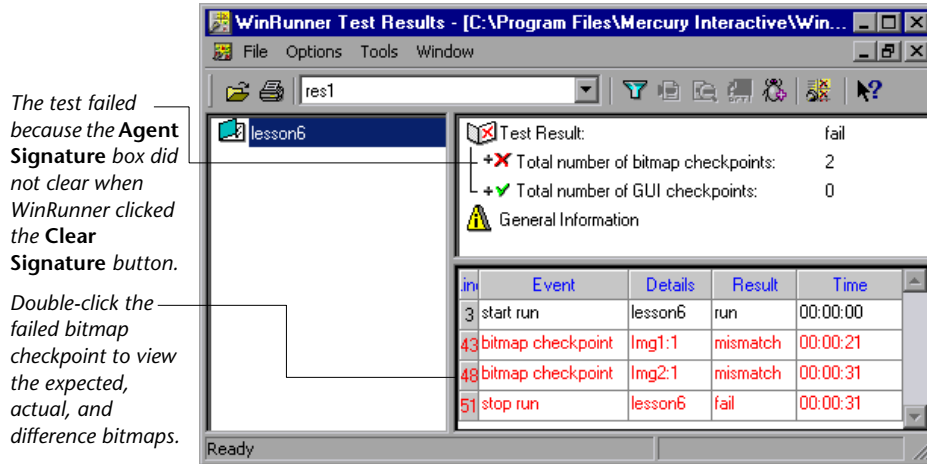 WinRunner Test Results - [C:\Program Files\Mercury Interactive\Win...
File Options Tools Window
res1
The test failed
because the Agent
Signature box did
not clear when
WinRunner clicked
the Clear
Signature button.
Double-click the
failed bitmap
checkpoint to view
the expected,
actual, and
difference bitmaps.
lesson6
Test Result: fail
Total number of bitmap checkpoints: 2
Total number of GUI checkpoints: 0
General Information
Event Details Result Time
3 start run lesson6 run 00:00:00
43 bitmap checkpoint Img1:1 mismatch 00:00:21
48 bitmap checkpoint Img2:1 mismatch 00:00:31
51 stop run lesson6 fail 00:00:31
Ready